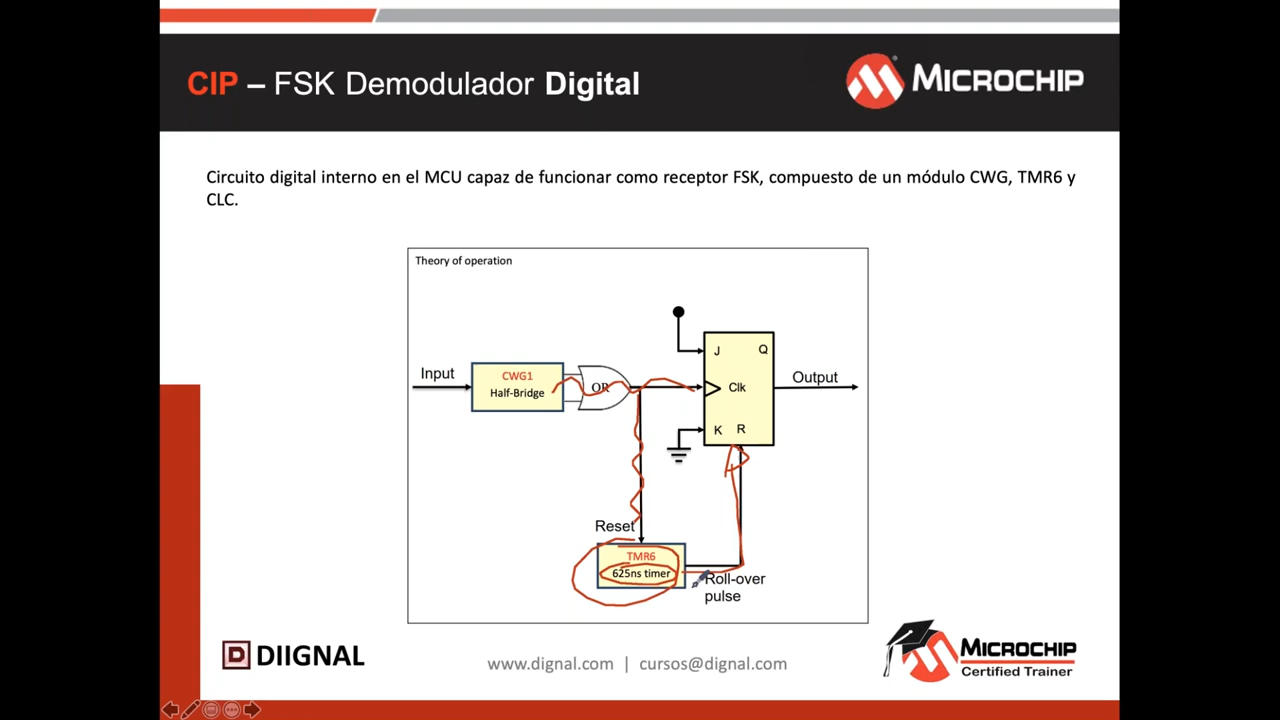 CIP – FSK Demodulador Digital
MICROCHIP
Circuito digital interno en el MCU capaz de funcionar como receptor FSK, compuesto de un módulo CWG, TMR6 y
CLC.
Theory of operation
J Q
Input
CWG1
Half-Bridge
OR
Clk
Output
K R
Reset
TMR6
625ns timer
Roll-over
pulse
D DIIGNAL
www.dignal.com | cursos@dignal.com
MICROCHIP
Certified Trainer